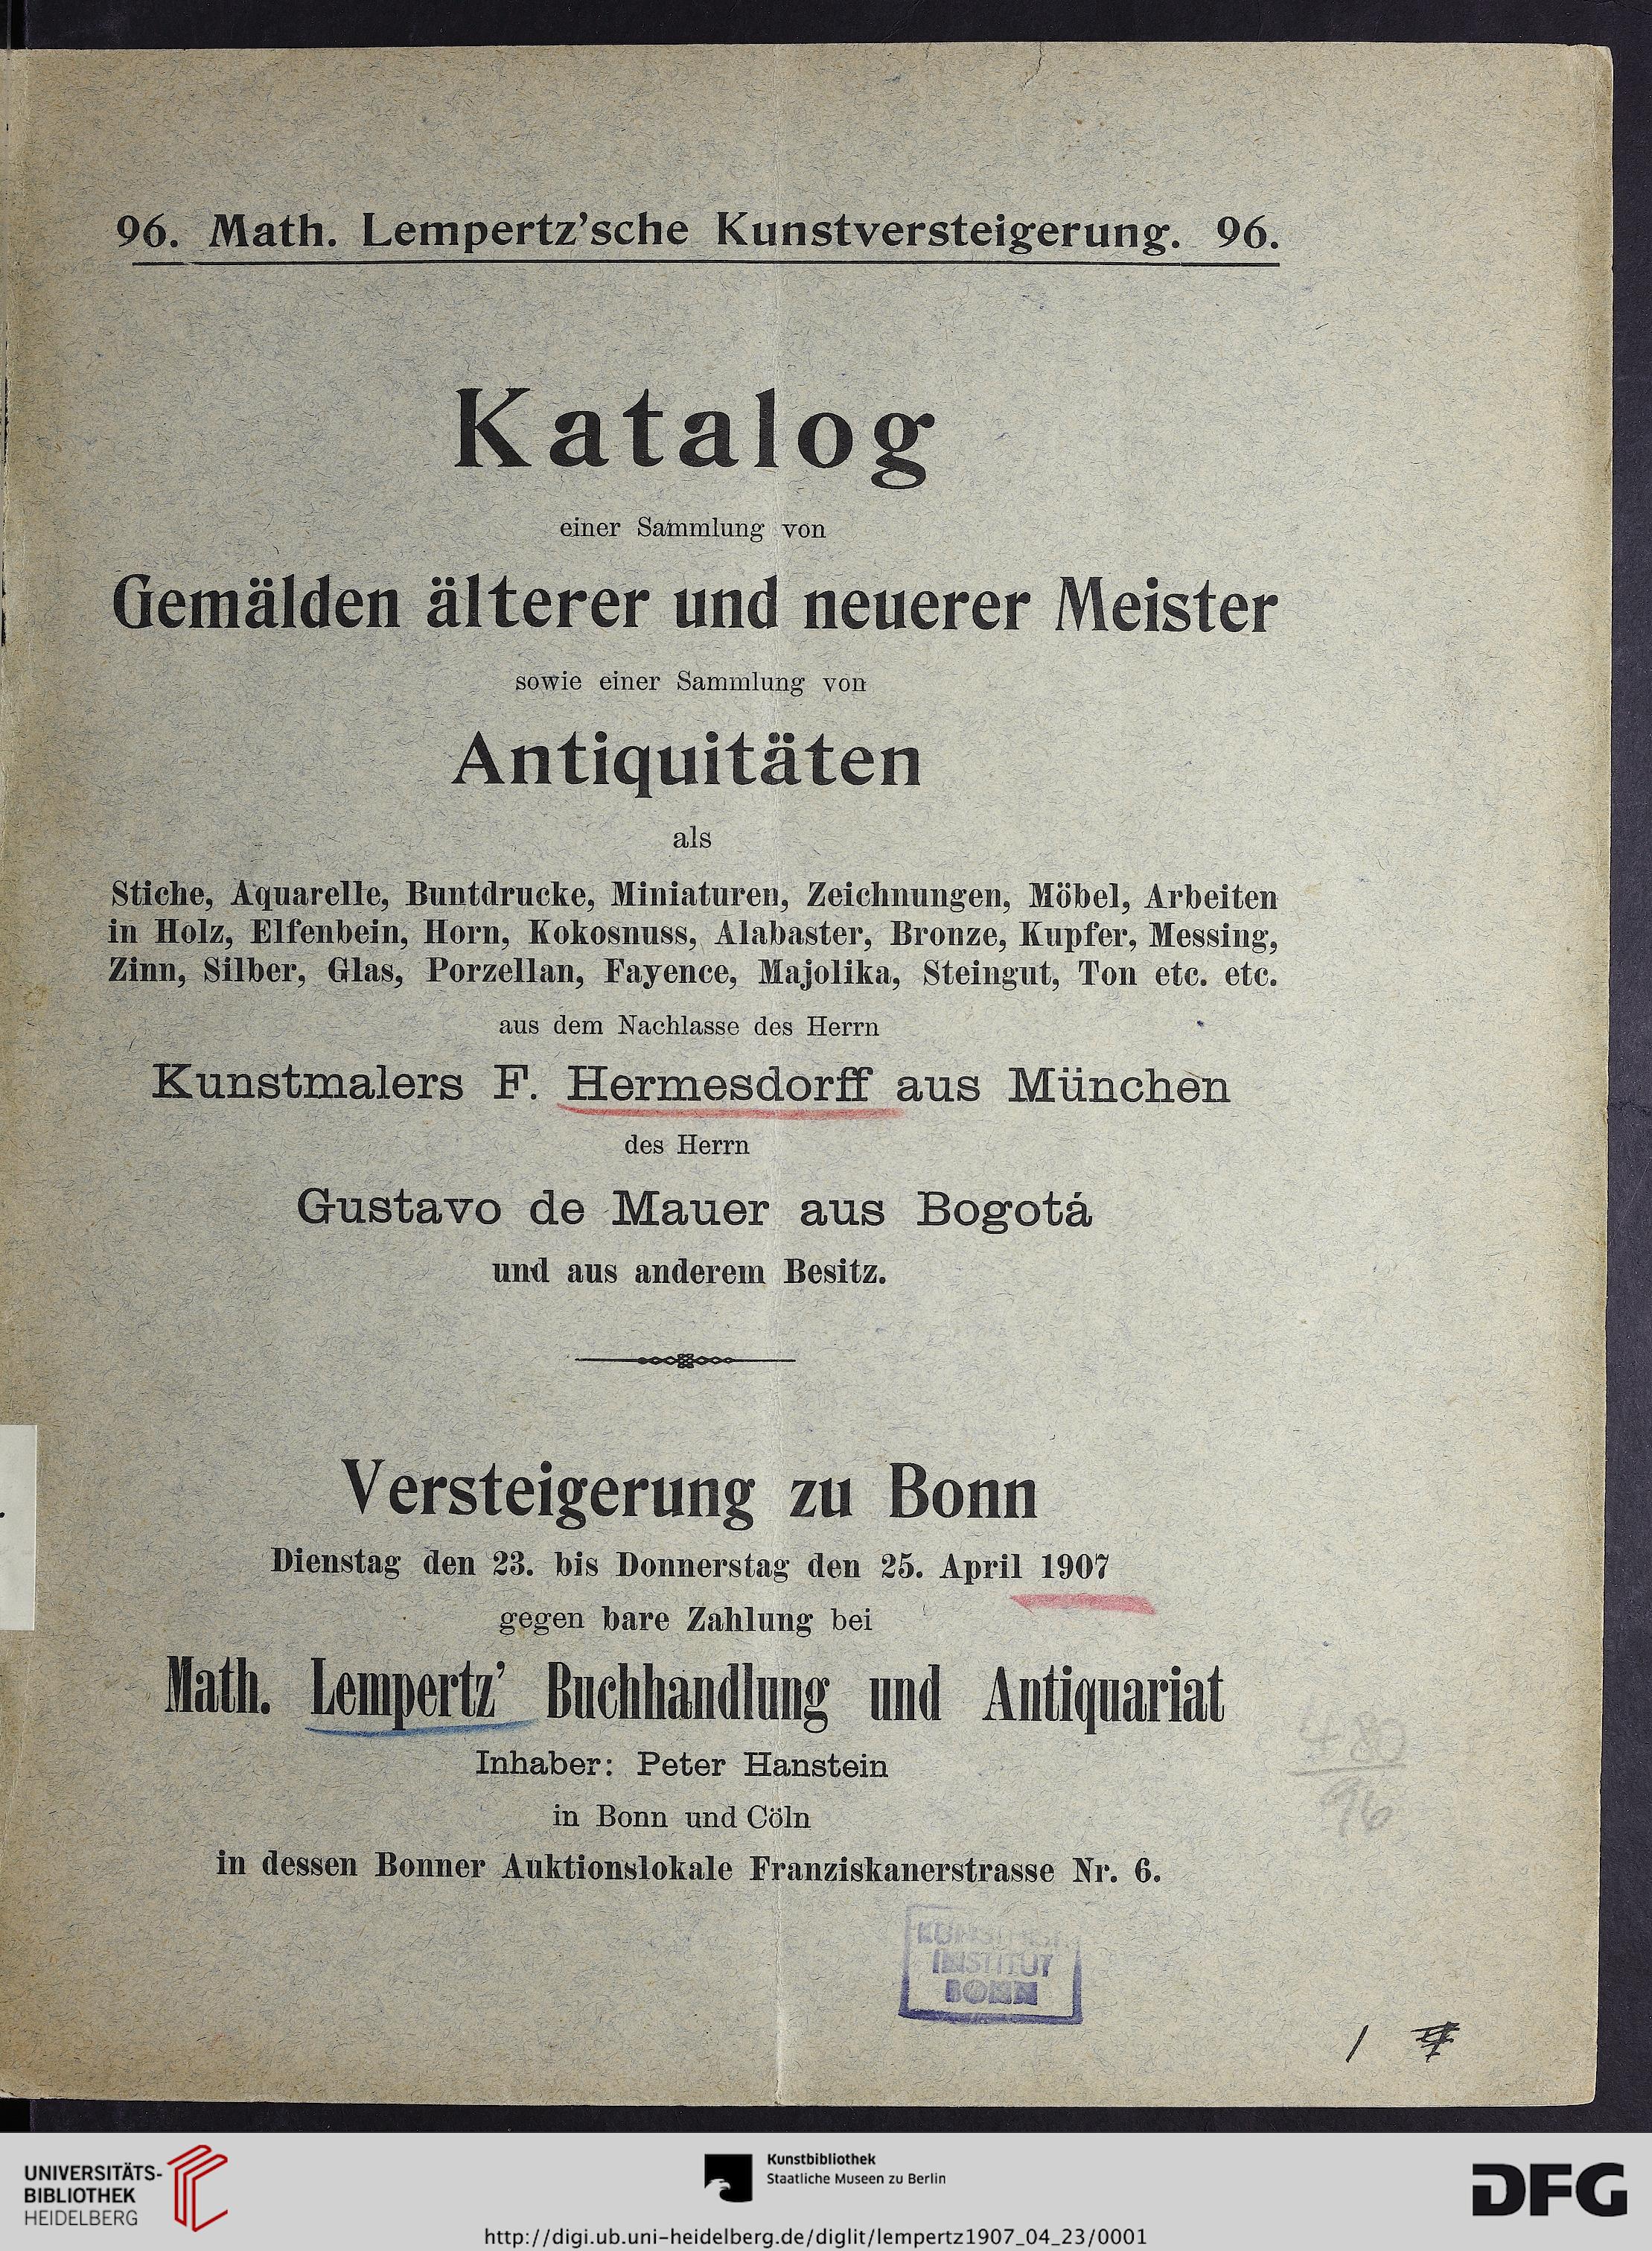 96. Math. Lempertz'sche Kunstversteigerung. 96.
Katalog
einer Sammlung von
Gemälden älterer und neuerer Meister
sowie einer Sammlung von
Antiquitäten
als
Stiche, Aquarelle, Buntdrucke, Miniaturen, Zeichnungen, Möbel, Arbeiten
in Holz, Elfenbein, Horn, Kokosnuss, Alabaster, Bronze, Kupfer, Messing,
Zinn, Silber, Glas, Porzellan, Fayence, Majolika, Steingut, Ton etc. etc.
aus dem Nachlasse des Herrn
Kunstmalers F. Hermesdorff aus München
des Herrn
Gustavo de Mauer aus Bogotá
und aus anderem Besitz.
Versteigerung zu Bonn
Dienstag den 23. bis Donnerstag den 25. April 1907
gegen bare Zahlung bei
Math. Lempertz' Buchhandlung und Antiquariat
Inhaber: Peter Hanstein
in Bonn und Cöln
in dessen Bonner Auktionslokale Franziskanerstrasse Nr. 6.
480
96
INSTITUT
BONN
UNIVERSITÄTS-
BIBLIOTHEK
HEIDELBERG
Kunstbibliothek
Staatliche Museen zu Berlin
DFG
http://digi.ub.uni-heidelberg.de/diglit/lempertz1907_04_23/0001